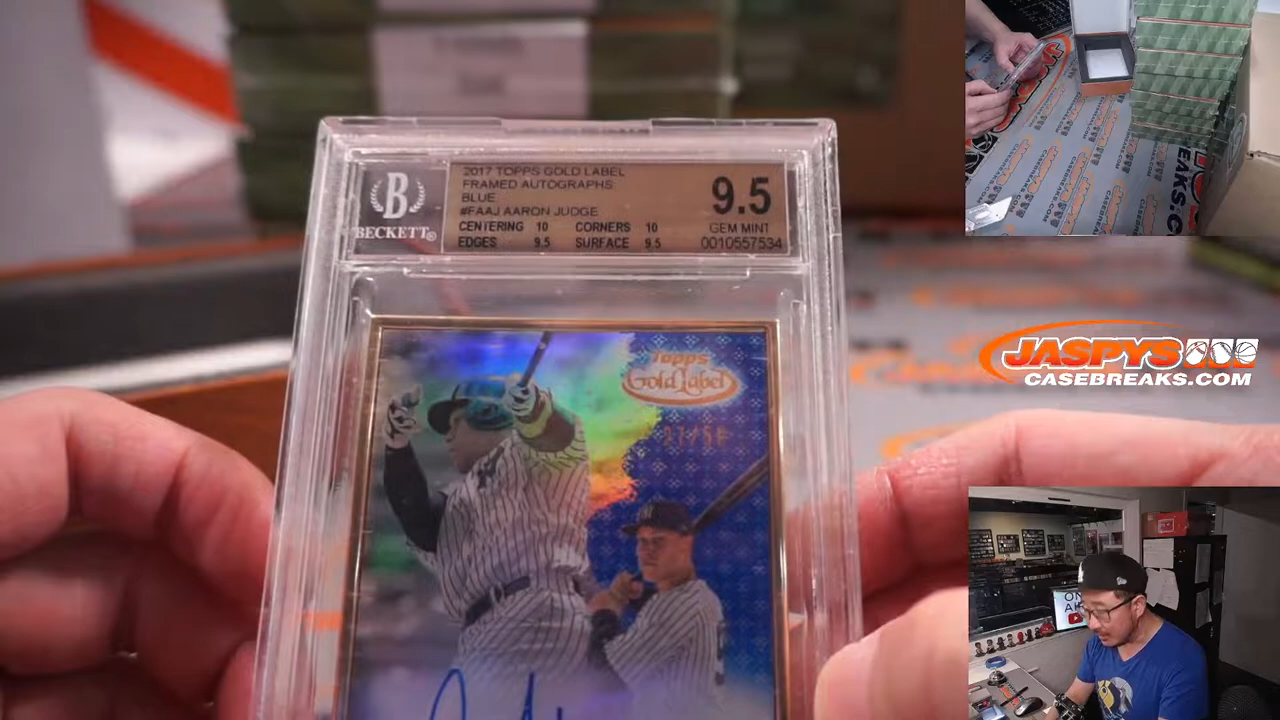 2017 TOPPS GOLD LABEL
FRAMED AUTOGRAPHS
BLUE
#FAAJ AARON JUDGE
CENTERING 10 CORNERS 10
EDGES 9.5 SURFACE 9.5
9.5
GEM MINT
0010557534
B
BECKETT®
Topps
Gold Label
JASPYS
CASEBREAKS.COM